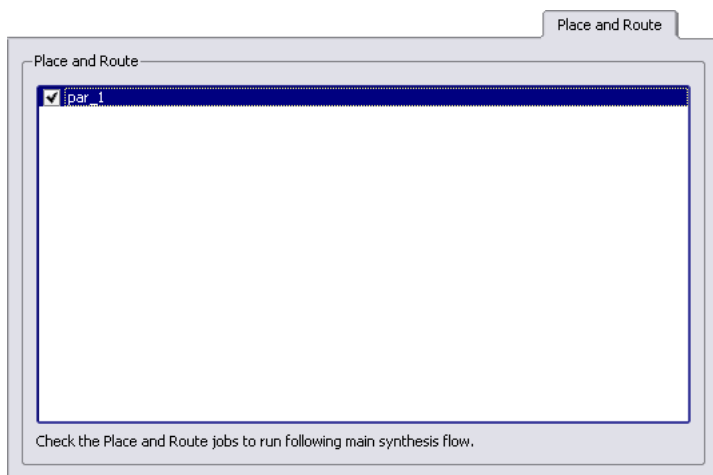 Place and Route
Place and Route
par_1
Check the Place and Route jobs to run following main synthesis flow.